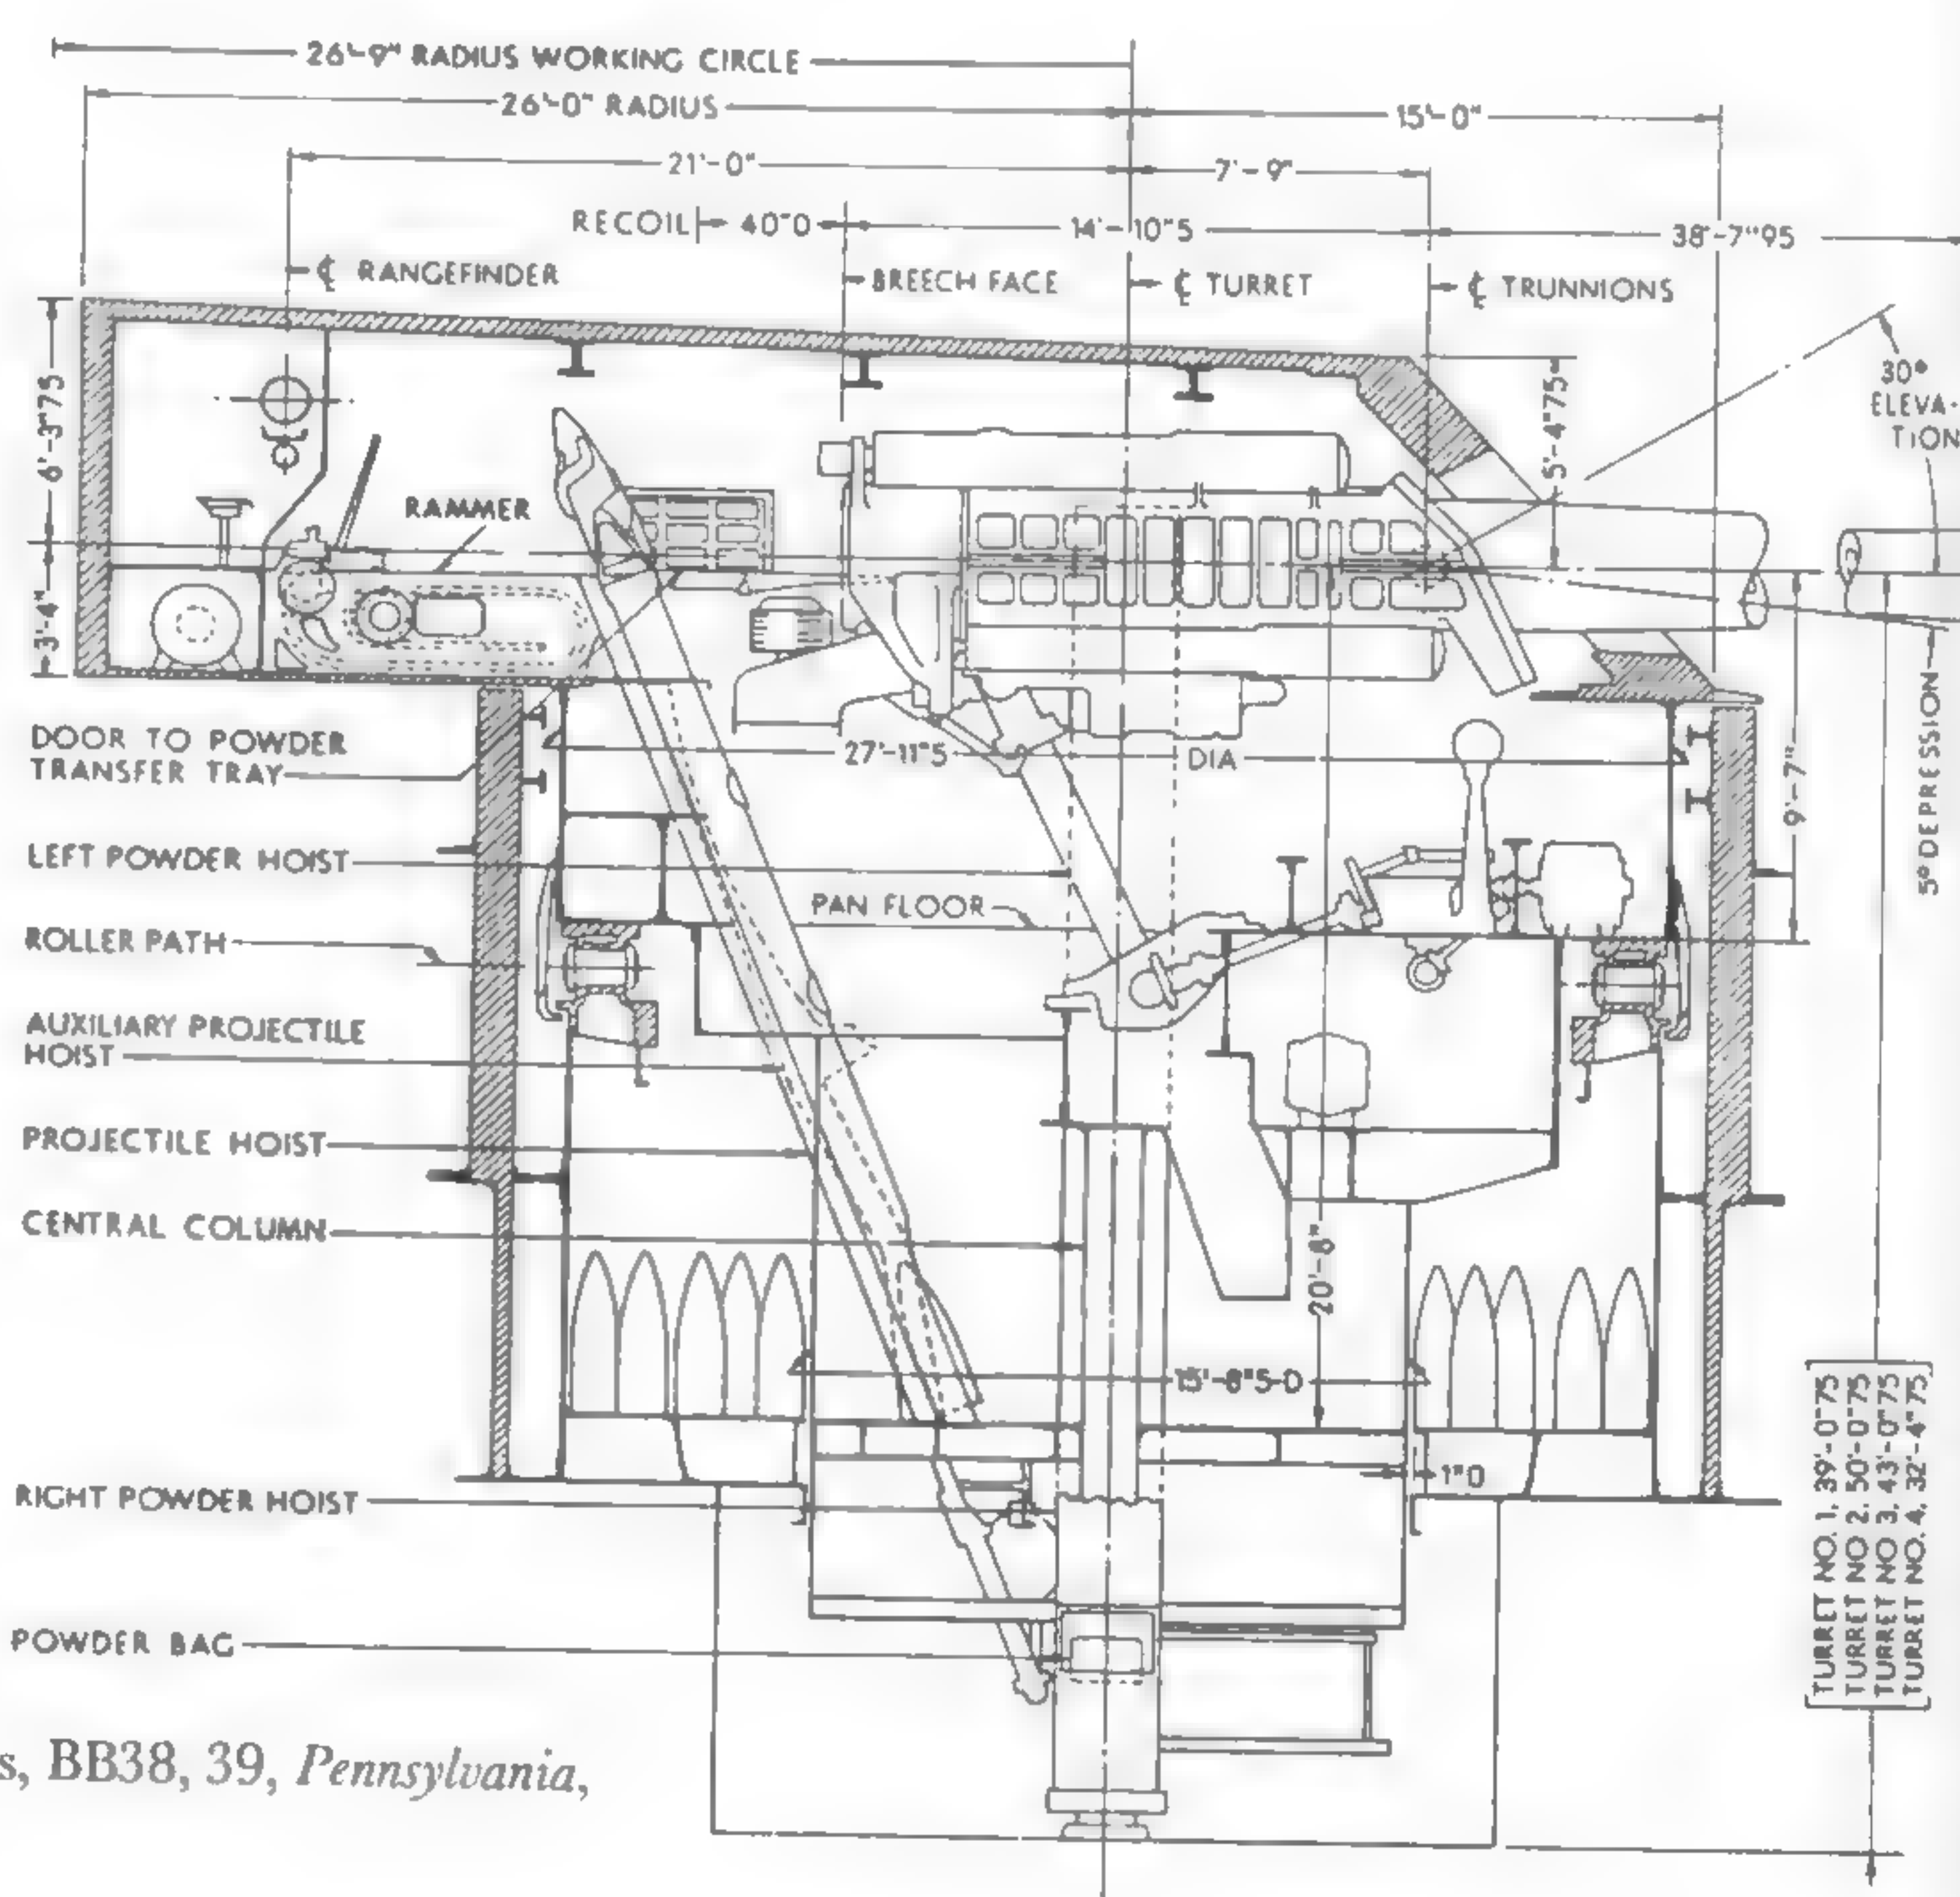 26'-9" RADIUS WORKING CIRCLE
26'-0" RADIUS
15'-0"
21'-0"
7'-9"
RECOIL
40"0
14'-10"5
38'-7"95
℄ RANGEFINDER
BREECH FACE
℄ TURRET
℄ TRUNNIONS
6'-3"75
5'-4"75
30°
ELEVA-
TION
RAMMER
3'-4"
DOOR TO POWDER
TRANSFER TRAY
27'-11"5
DIA
9'-7"
5° DEPRESSION
LEFT POWDER HOIST
PAN FLOOR
ROLLER PATH
AUXILIARY PROJECTILE
HOIST
PROJECTILE HOIST
CENTRAL COLUMN
20'-8"
15'-8"5 D
1"0
RIGHT POWDER HOIST
TURRET NO. 1, 39'-0"75
TURRET NO 2, 50'-0"75
TURRET NO 3, 43'-0"75
TURRET NO. 4, 32'-4"75
POWDER BAG
s, BB38, 39, Pennsylvania,